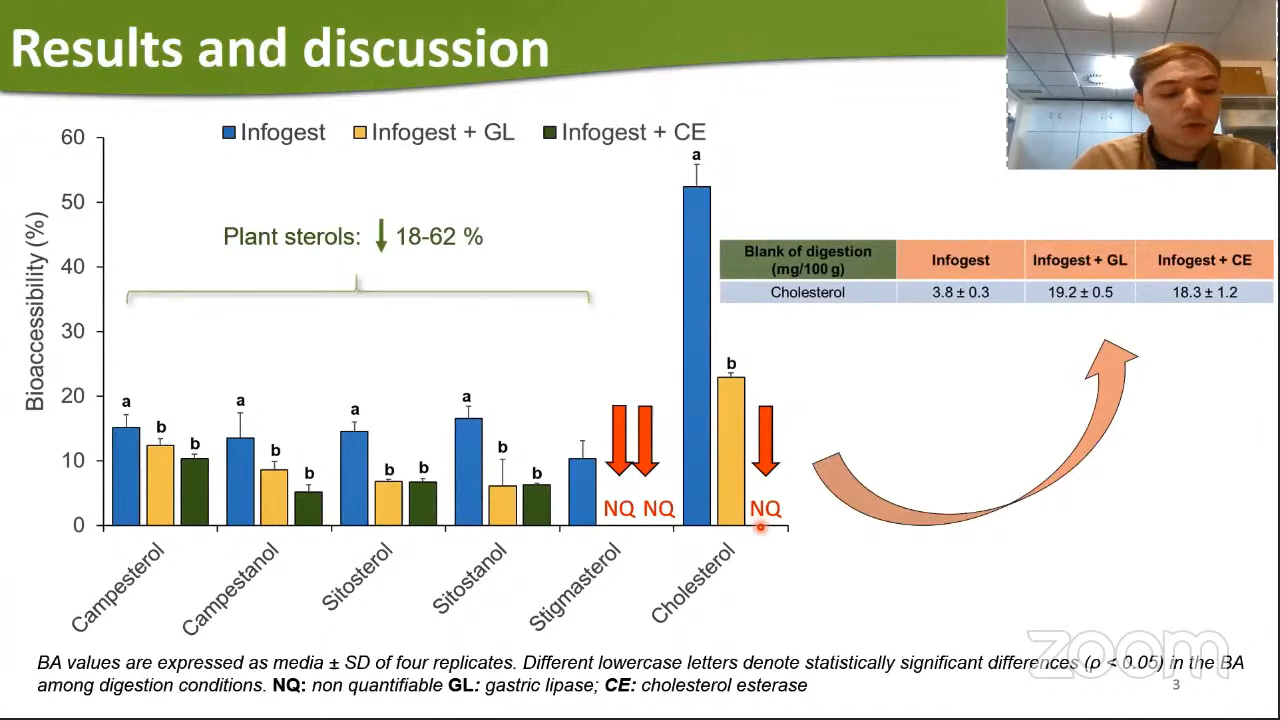 Results and discussion
Infogest
Infogest + GL
Infogest + CE
60
50
40
30
20
10
0
Bioaccessibility (%)
Plant sterols: 18-62 %
a
b
b
a
b
b
a
b
b
a
b
b
NQ
NQ
a
b
NQ
Campesterol
Campestanol
Sitosterol
Sitostanol
Stigmasterol
Cholesterol
Blank of digestion
(mg/100 g)
Infogest
Infogest + GL
Infogest + CE
Cholesterol
3.8 ± 0.3
19.2 ± 0.5
18.3 ± 1.2
zoom
BA values are expressed as media ± SD of four replicates. Different lowercase letters denote statistically significant differences (p < 0.05) in the BA
among digestion conditions. NQ: non quantifiable GL: gastric lipase; CE: cholesterol esterase
3